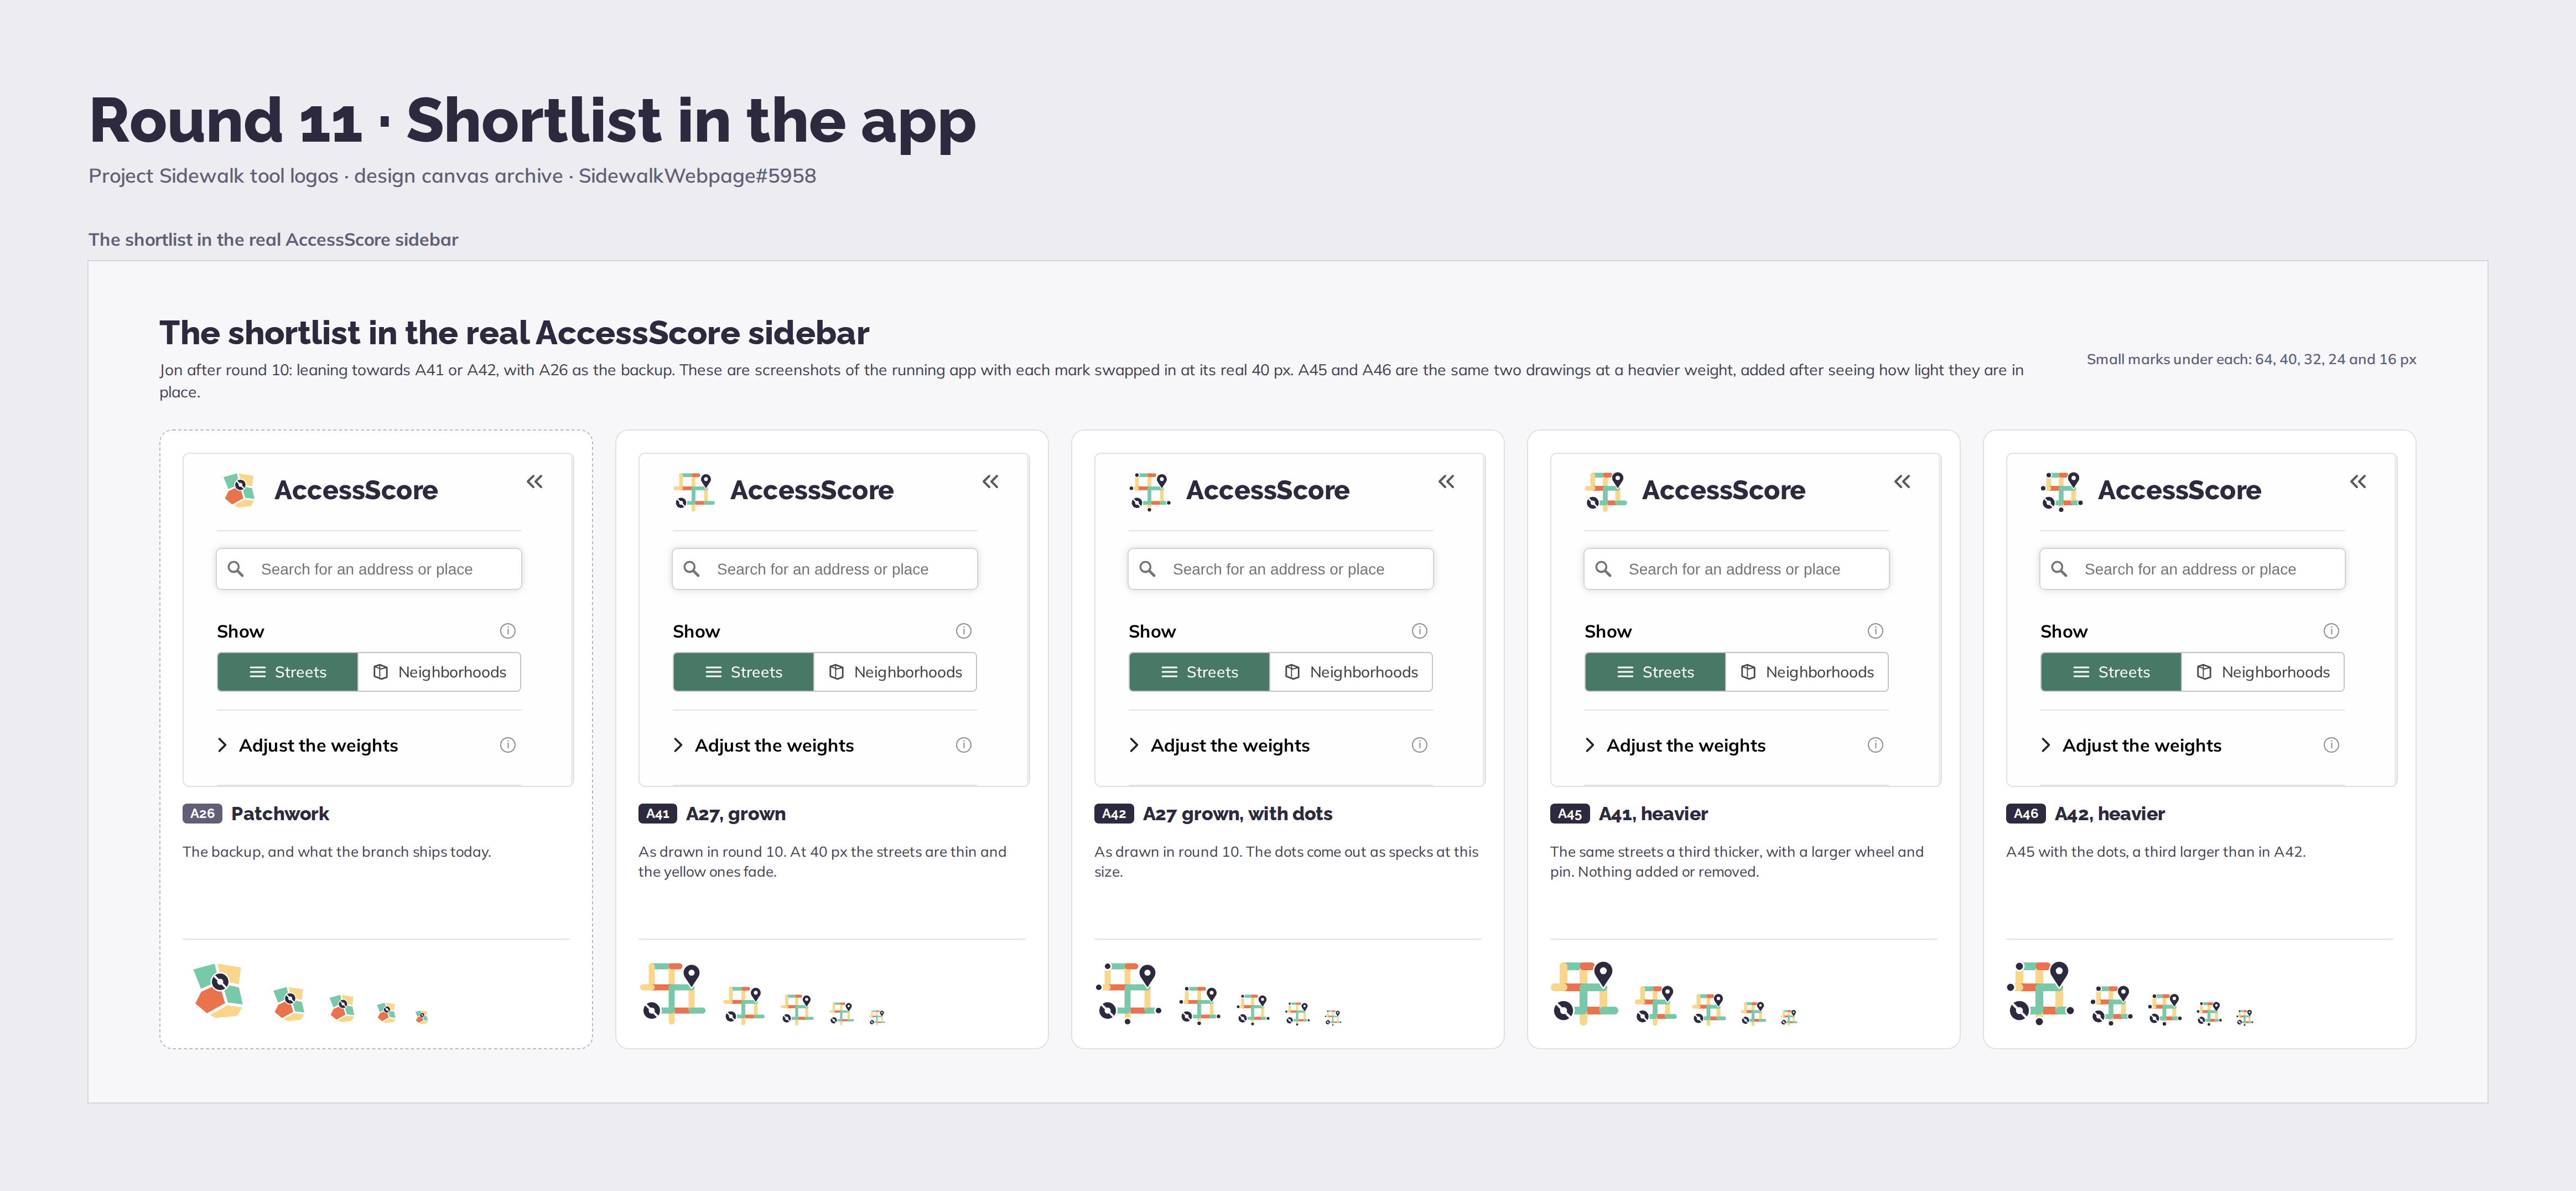 Round 11 · Shortlist in the app
Project Sidewalk tool logos · design canvas archive · SidewalkWebpage#5958
The shortlist in the real AccessScore sidebar
The shortlist in the real AccessScore sidebar
Jon after round 10: leaning towards A41 or A42, with A26 as the backup. These are screenshots of the running app with each mark swapped in at its real 40 px. A45 and A46 are the same two drawings at a heavier weight, added after seeing how light they are in
place.
Small marks under each: 64, 40, 32, 24 and 16 px
AccessScore
Search for an address or place
Show
Streets
Neighborhoods
Adjust the weights
A26 Patchwork
The backup, and what the branch ships today.
AccessScore
Search for an address or place
Show
Streets
Neighborhoods
Adjust the weights
A41 A27, grown
As drawn in round 10. At 40 px the streets are thin and
the yellow ones fade.
AccessScore
Search for an address or place
Show
Streets
Neighborhoods
Adjust the weights
A42 A27 grown, with dots
As drawn in round 10. The dots come out as specks at this
size.
AccessScore
Search for an address or place
Show
Streets
Neighborhoods
Adjust the weights
A45 A41, heavier
The same streets a third thicker, with a larger wheel and
pin. Nothing added or removed.
AccessScore
Search for an address or place
Show
Streets
Neighborhoods
Adjust the weights
A46 A42, heavier
A45 with the dots, a third larger than in A42.